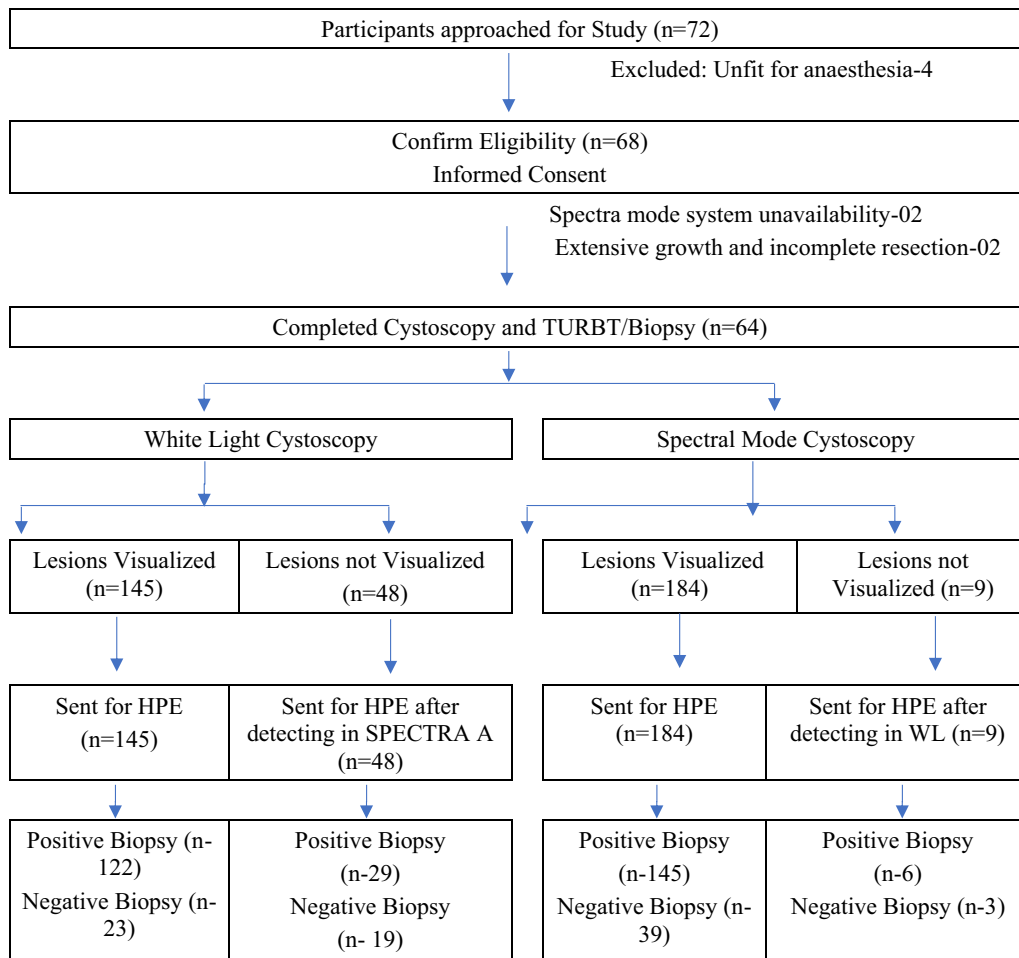 Participants approached for Study (n=72)
Excluded: Unfit for anaesthesia-4
Confirm Eligibility (n=68)
Informed Consent
Spectra mode system unavailability-02
Extensive growth and incomplete resection-02
Completed Cystoscopy and TURBT/Biopsy (n=64)
White Light Cystoscopy
Spectral Mode Cystoscopy
Lesions Visualized
(n=145)
Lesions not Visualized
(n=48)
Lesions Visualized
(n=184)
Lesions not
Visualized (n=9)
Sent for HPE
(n=145)
Sent for HPE after
detecting in SPECTRA A
(n=48)
Sent for HPE
(n=184)
Sent for HPE after
detecting in WL (n=9)
Positive Biopsy (n-
122)
Negative Biopsy (n-
23)
Positive Biopsy
(n-29)
Negative Biopsy
(n- 19)
Positive Biopsy
(n-145)
Negative Biopsy (n-
39)
Positive Biopsy
(n-6)
Negative Biopsy (n-3)